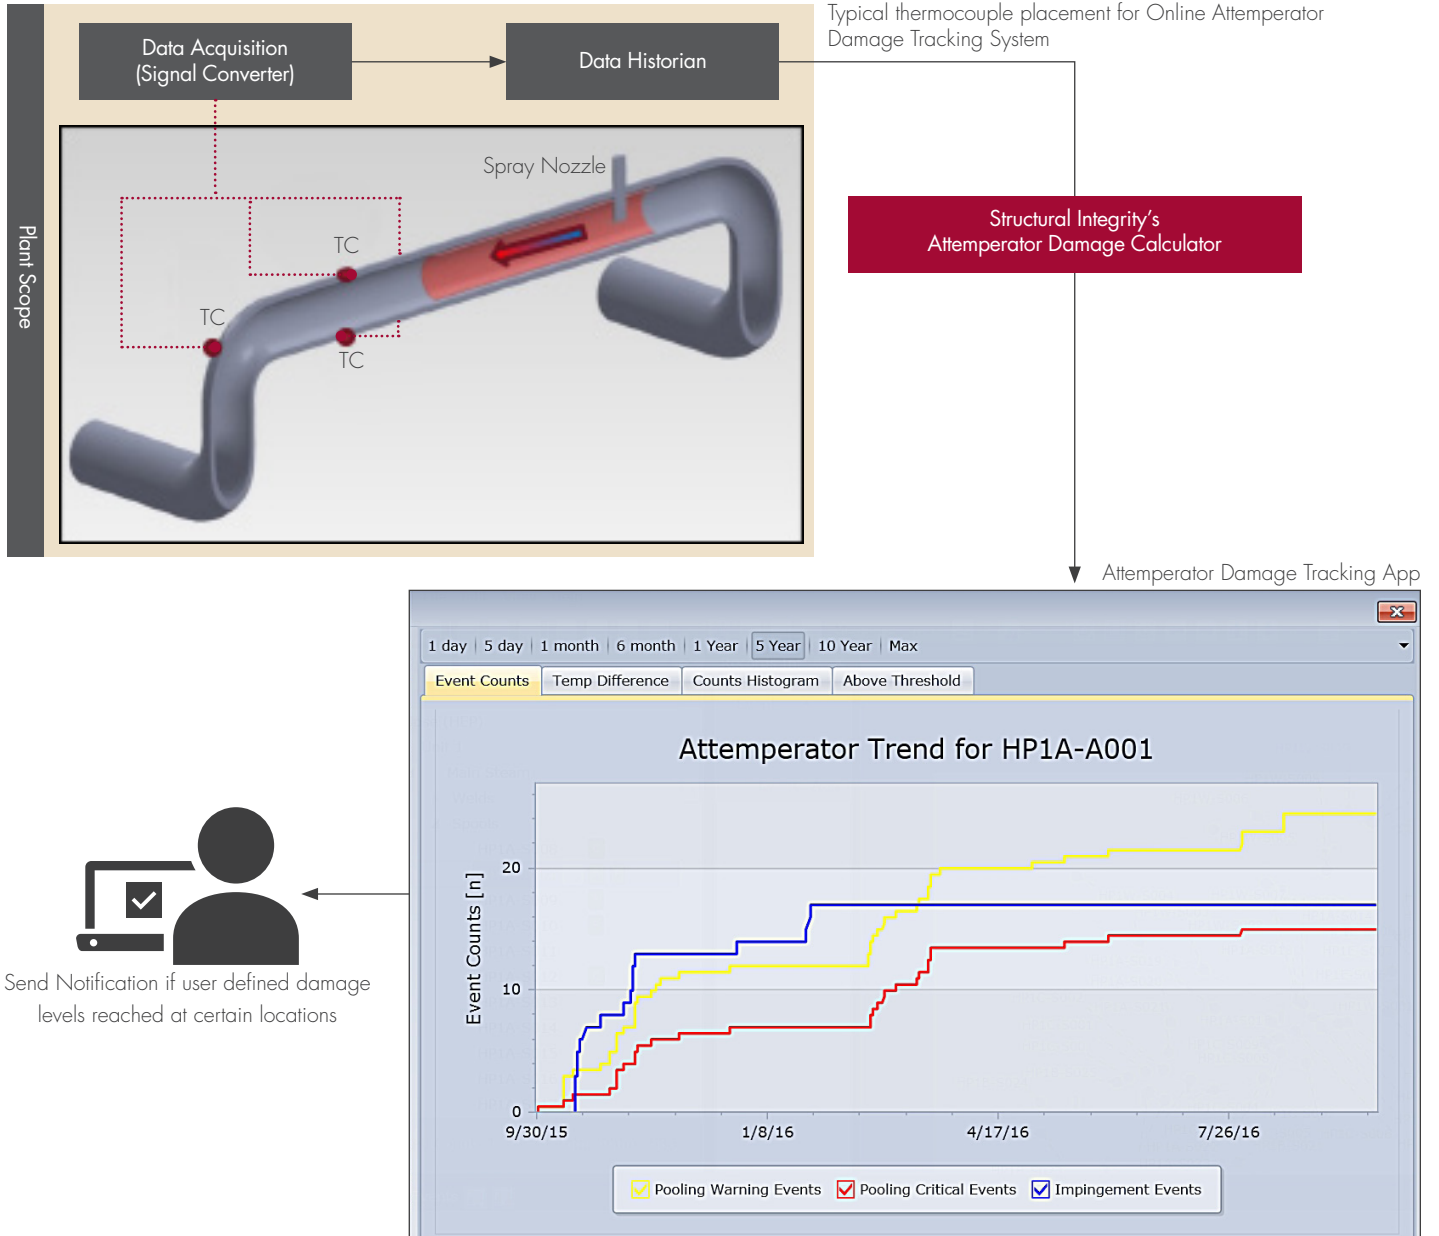 Typical thermocouple placement for Online Attemperator
Damage Tracking System
Data Acquisition
(Signal Converter)
Data Historian
Plant Scope
Spray Nozzle
TC
TC
TC
Structural Integrity's
Attemperator Damage Calculator
Attemperator Damage Tracking App
1 day 5 day 1 month 6 month 1 Year 5 Year 10 Year Max
Event Counts Temp Difference Counts Histogram Above Threshold
Attemperator Trend for HP1A-A001
Event Counts [n]
20
10
0
9/30/15 1/8/16 4/17/16 7/26/16
Pooling Warning Events Pooling Critical Events Impingement Events
Send Notification if user defined damage
levels reached at certain locations